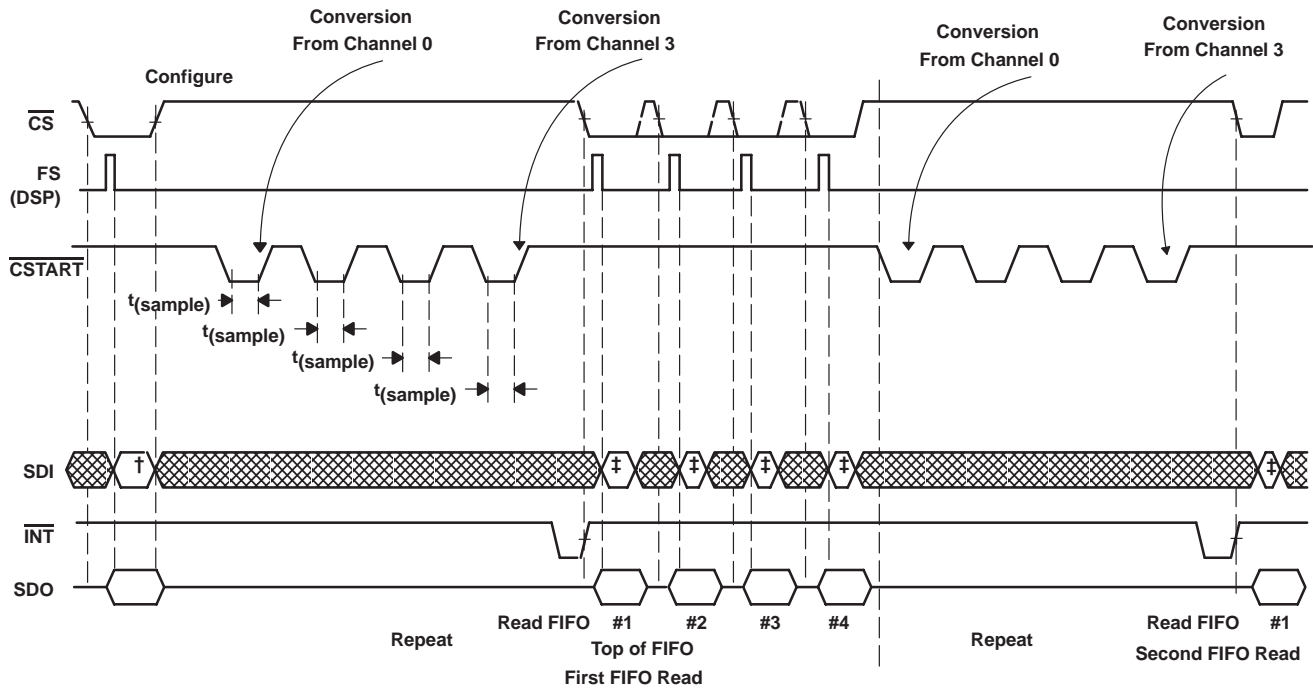 Conversion
From Channel 0
Conversion
From Channel 3
Conversion
From Channel 0
Conversion
From Channel 3
Configure
CS
FS
(DSP)
CSTART
t(sample)
t(sample)
t(sample)
t(sample)
SDI
†
‡
‡
‡
‡
‡
INT
SDO
Repeat
Read FIFO
#1
#2
#3
#4
Top of FIFO
First FIFO Read
Repeat
Read FIFO
#1
Second FIFO Read